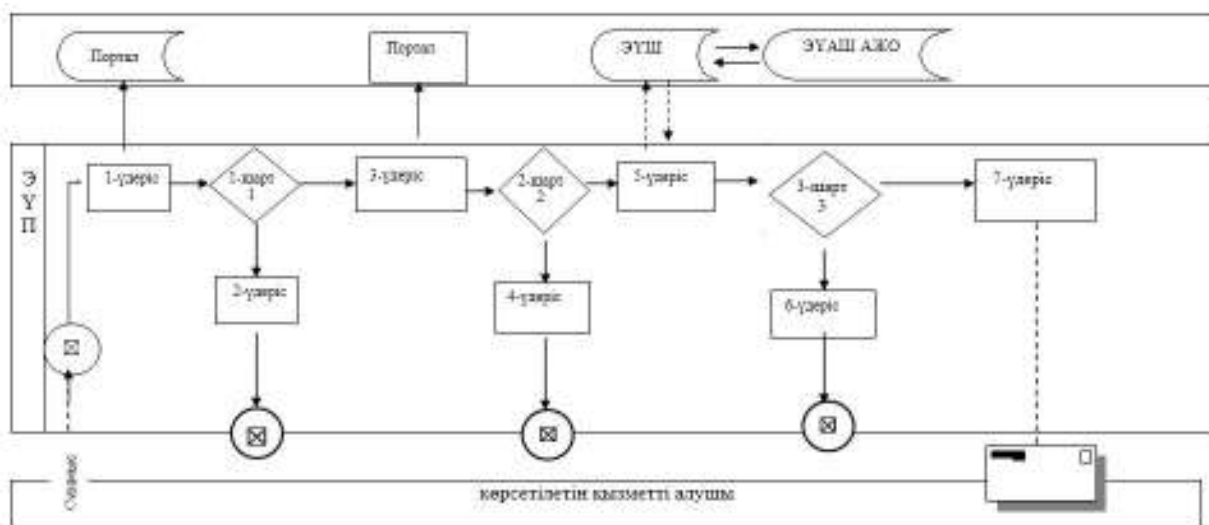 Портал
Портал
ЭҮШ
ЭҮАШ АЖО
ЭҮП
1-үдеріс
1-шарт
1
3-үдеріс
2-шарт
2
5-үдеріс
3-шарт
3
7-үдеріс
2-үдеріс
4-үдеріс
6-үдеріс
көрсетілетін қызметті алушы